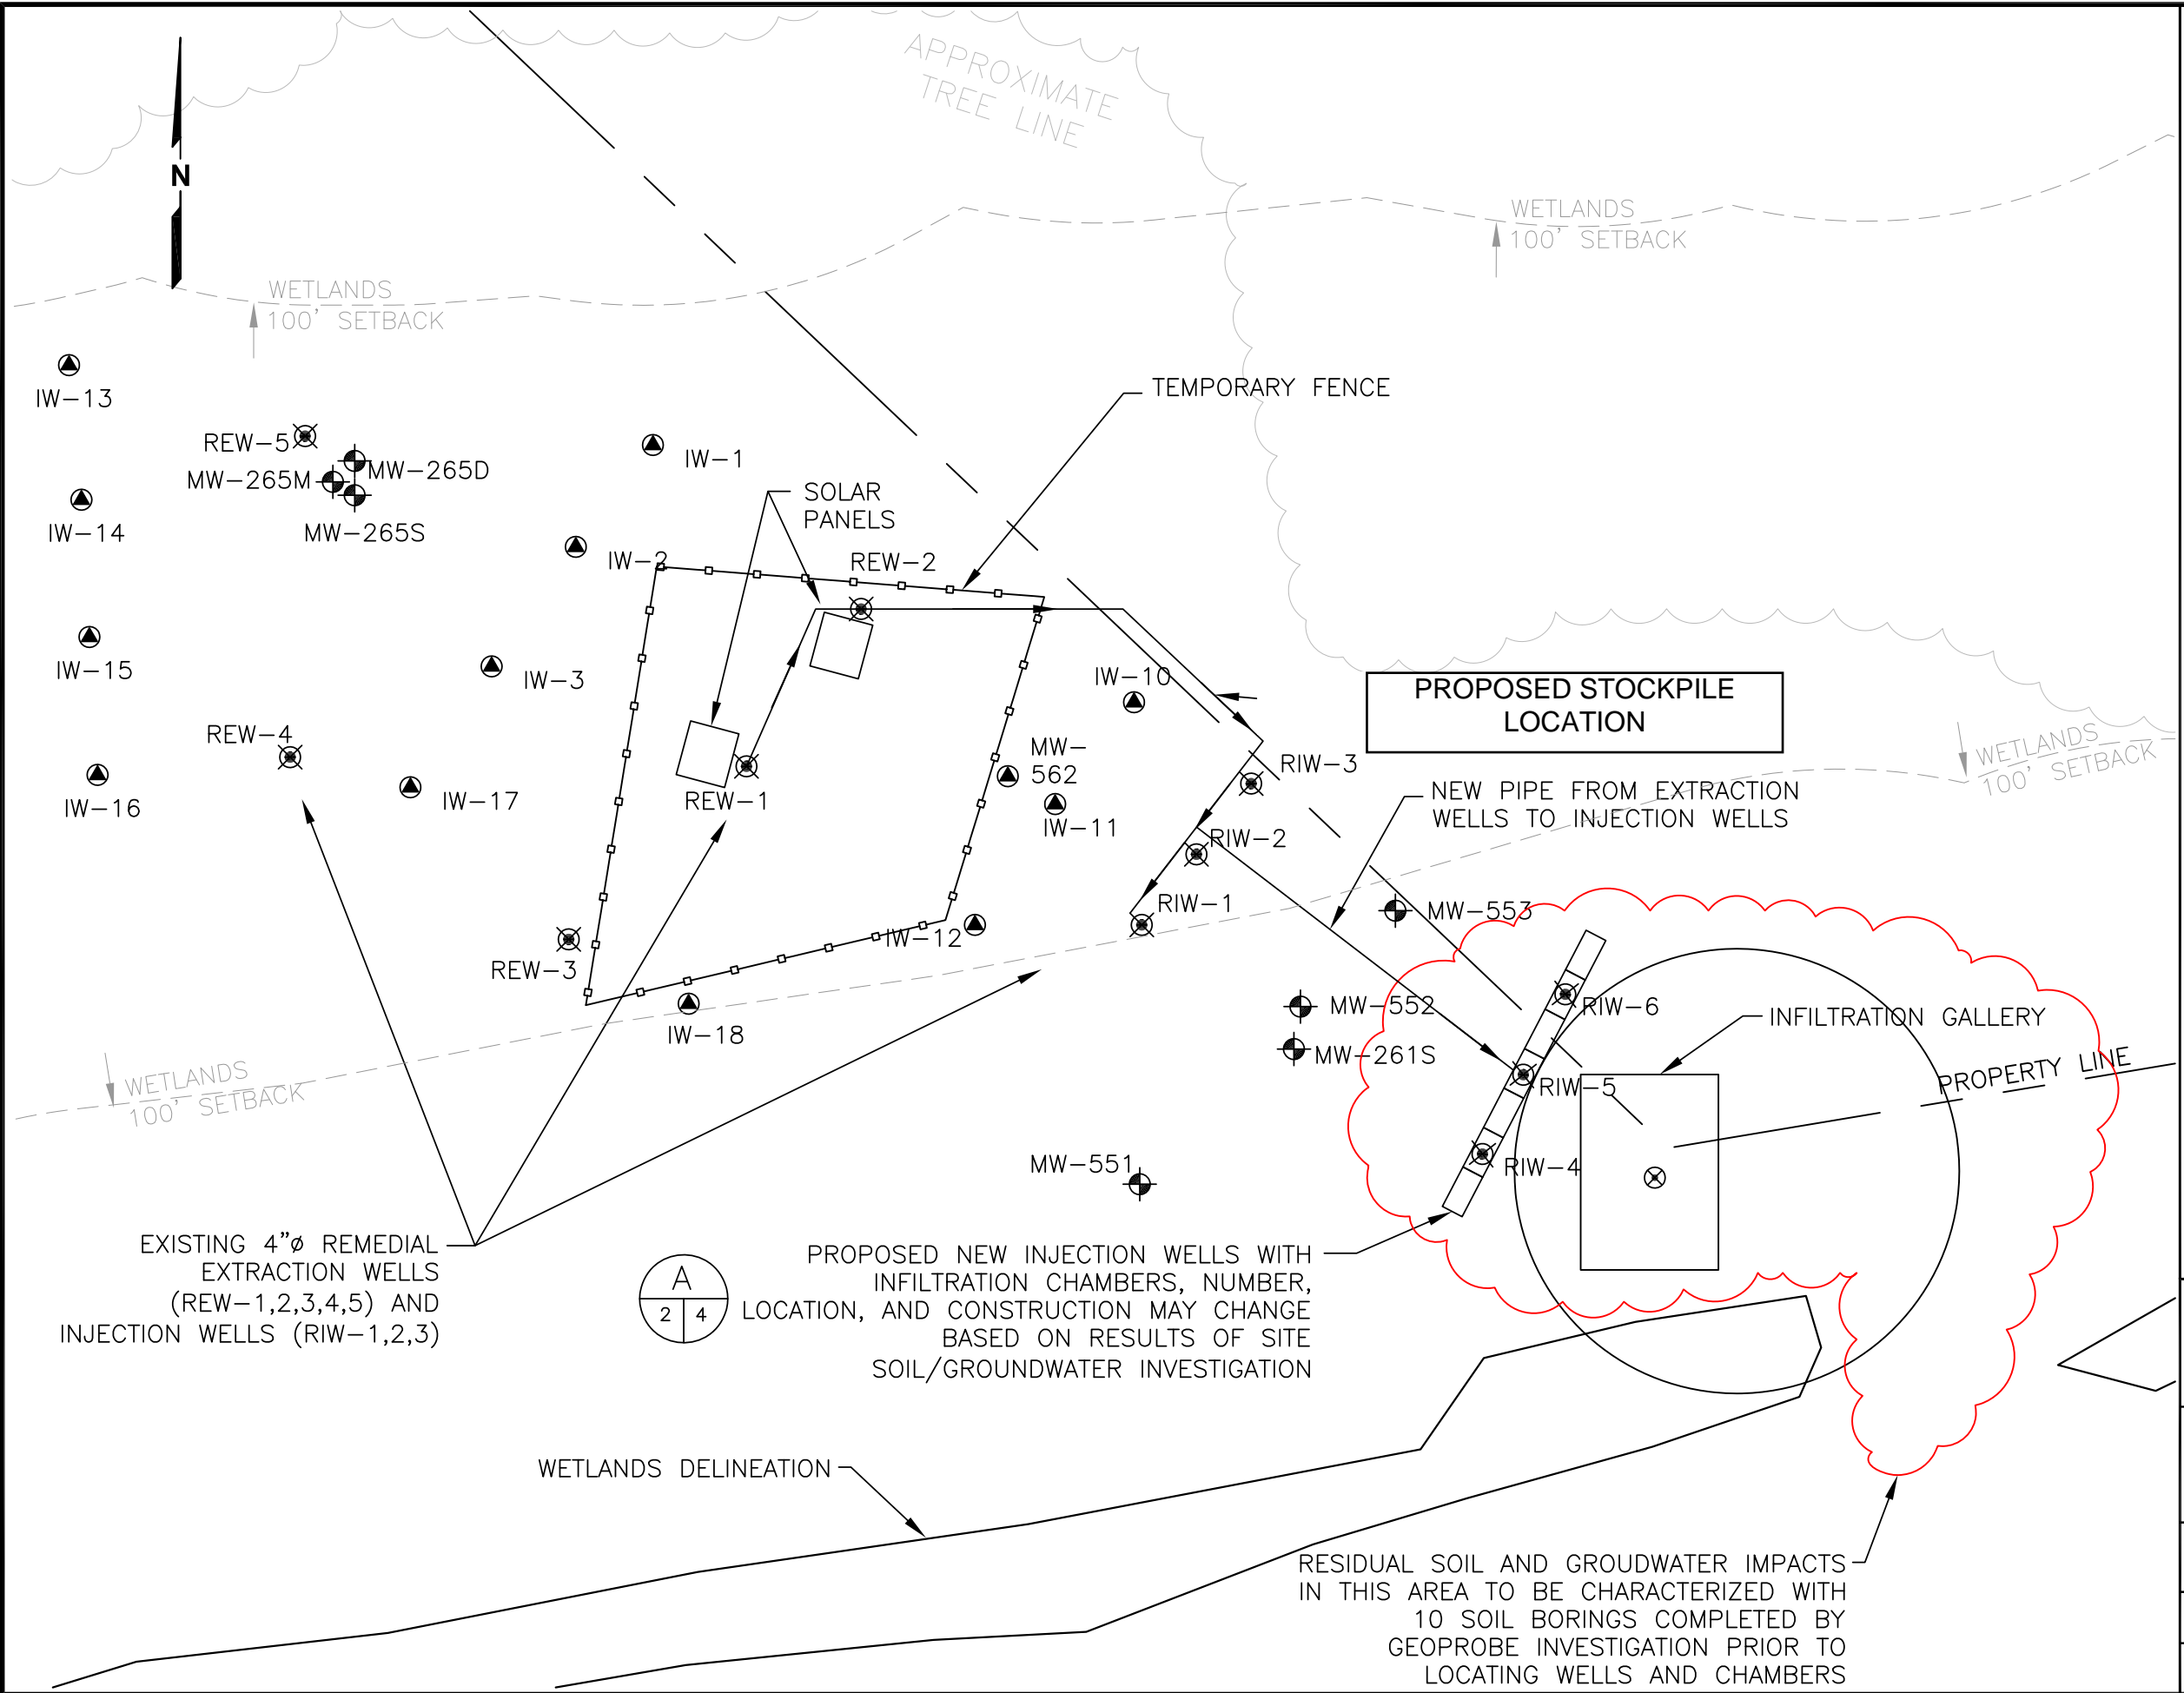 APPROXIMATE
TREE LINE
N
WETLANDS
100' SETBACK
WETLANDS
100' SETBACK
IW-13
TEMPORARY FENCE
REW-5
IW-1
MW-265D
MW-265M
SOLAR
PANELS
IW-14
MW-265S
IW-2
REW-2
IW-15
IW-3
IW-10
PROPOSED STOCKPILE
LOCATION
REW-4
MW-
562
RIW-3
WETLANDS
100' SETBACK
IW-16
IW-17
REW-1
IW-11
NEW PIPE FROM EXTRACTION
WELLS TO INJECTION WELLS
RIW-2
RIW-1
MW-553
IW-12
REW-3
MW-552
RIW-6
INFILTRATION GALLERY
IW-18
MW-261S
WETLANDS
100' SETBACK
RIW-5
PROPERTY LINE
MW-551
RIW-4
EXISTING 4"ø REMEDIAL
EXTRACTION WELLS
(REW-1,2,3,4,5) AND
INJECTION WELLS (RIW-1,2,3)
A
2 4
PROPOSED NEW INJECTION WELLS WITH
INFILTRATION CHAMBERS, NUMBER,
LOCATION, AND CONSTRUCTION MAY CHANGE
BASED ON RESULTS OF SITE
SOIL/GROUNDWATER INVESTIGATION
WETLANDS DELINEATION
RESIDUAL SOIL AND GROUDWATER IMPACTS
IN THIS AREA TO BE CHARACTERIZED WITH
10 SOIL BORINGS COMPLETED BY
GEOPROBE INVESTIGATION PRIOR TO
LOCATING WELLS AND CHAMBERS